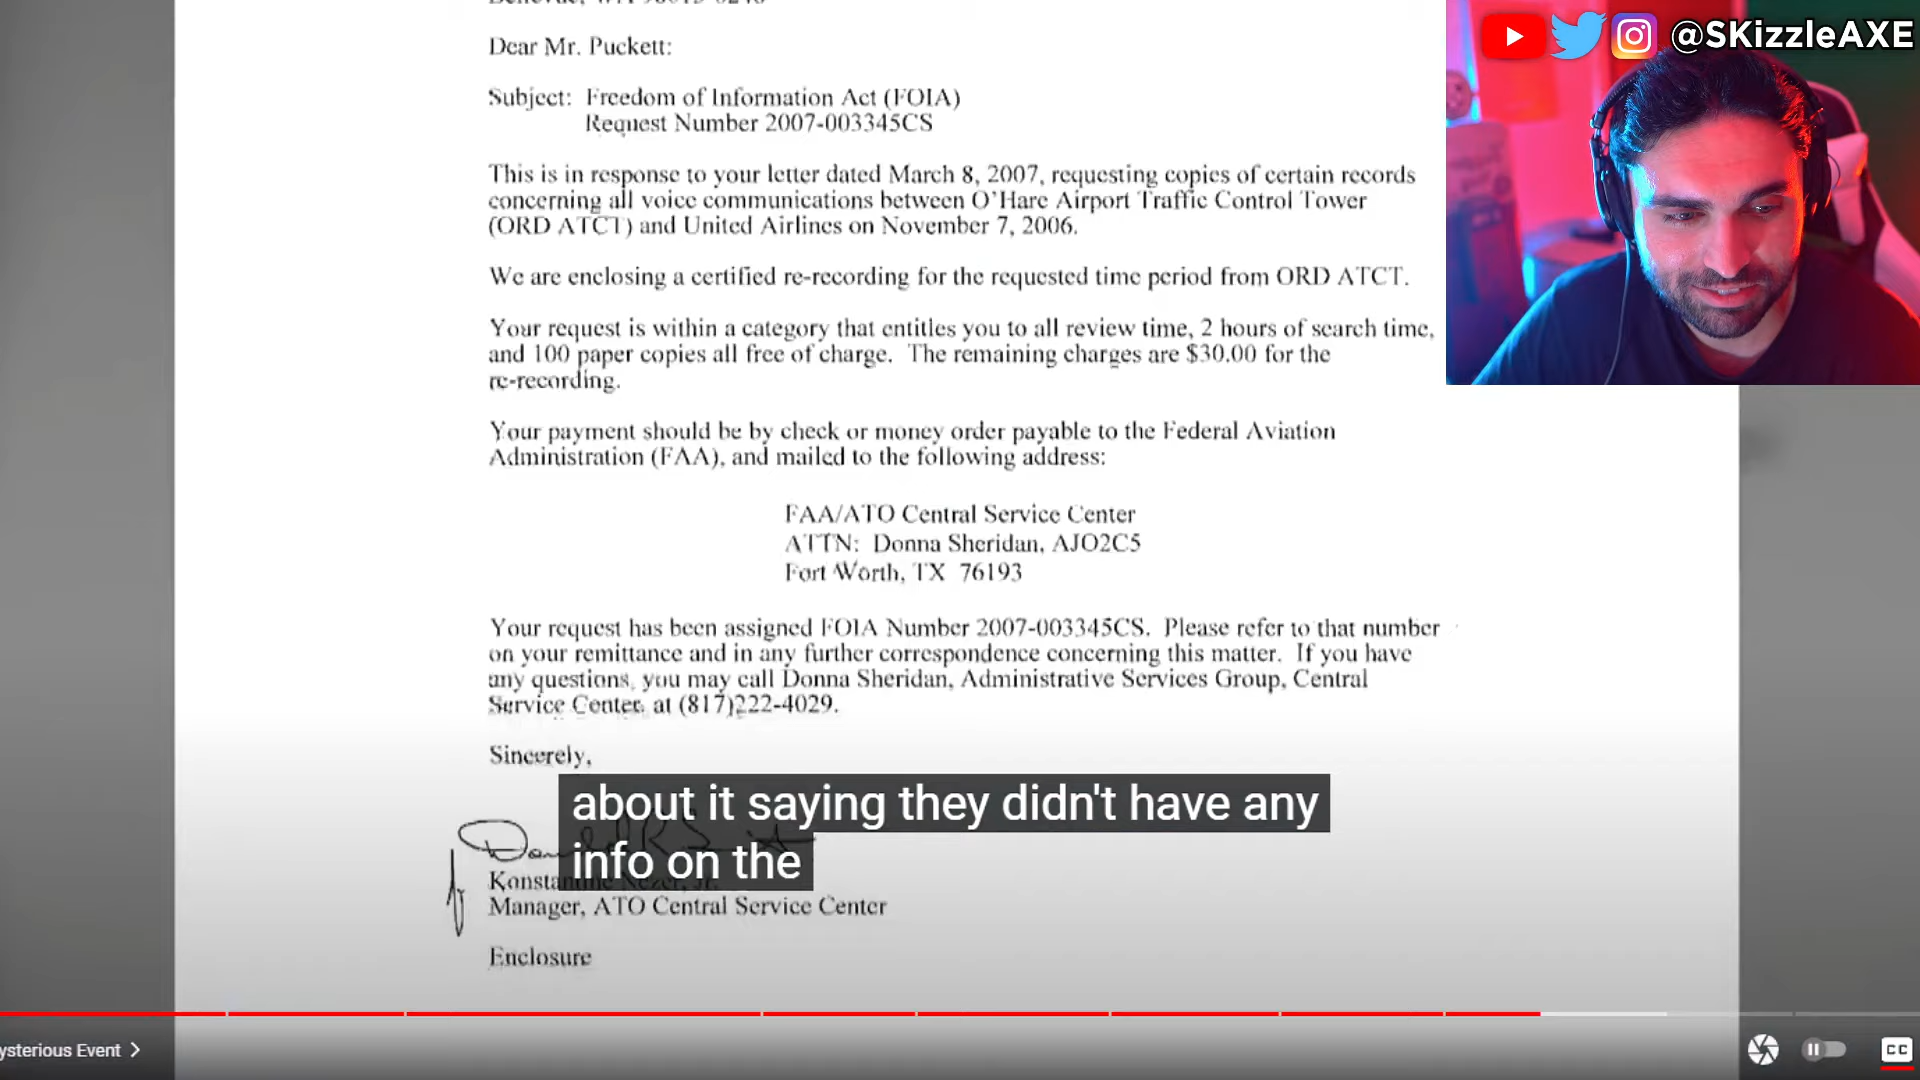 @SKizzleAXE
Dear Mr. Puckett:
Subject: Freedom of Information Act (FOIA)
Request Number 2007-003345CS
This is in response to your letter dated March 8, 2007, requesting copies of certain records
concerning all voice communications between O'Hare Airport Traffic Control Tower
(ORD ATCT) and United Airlines on November 7, 2006.
We are enclosing a certified re-recording for the requested time period from ORD ATCT.
Your request is within a category that entitles you to all review time, 2 hours of search time,
and 100 paper copies all free of charge. The remaining charges are $30.00 for the
re-recording.
Your payment should be by check or money order payable to the Federal Aviation
Administration (FAA), and mailed to the following address:
FAA/ATO Central Service Center
ATTN: Donna Sheridan, AJO2C5
Fort Worth, TX 76193
Your request has been assigned FOIA Number 2007-003345CS. Please refer to that number
on your remittance and in any further correspondence concerning this matter. If you have
any questions, you may call Donna Sheridan, Administrative Services Group, Central
Service Center, at (817)222-4029.
Sincerely,
about it saying they didn't have any
info on the
Manager, ATO Central Service Center
Enclosure
ysterious Event
CC